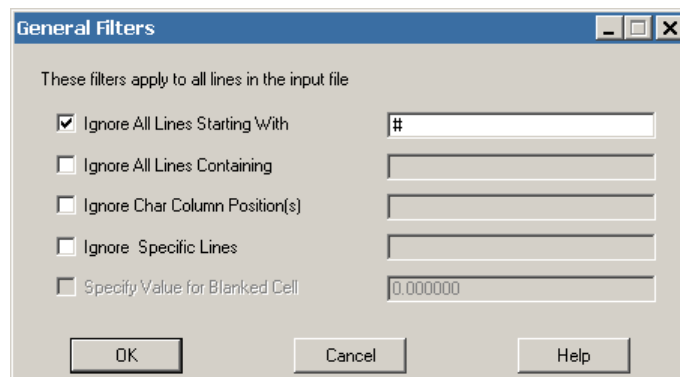 General Filters
These filters apply to all lines in the input file
Ignore All Lines Starting With #
Ignore All Lines Containing
Ignore Char Column Position(s)
Ignore Specific Lines
Specify Value for Blanked Cell 0.000000
OK Cancel Help